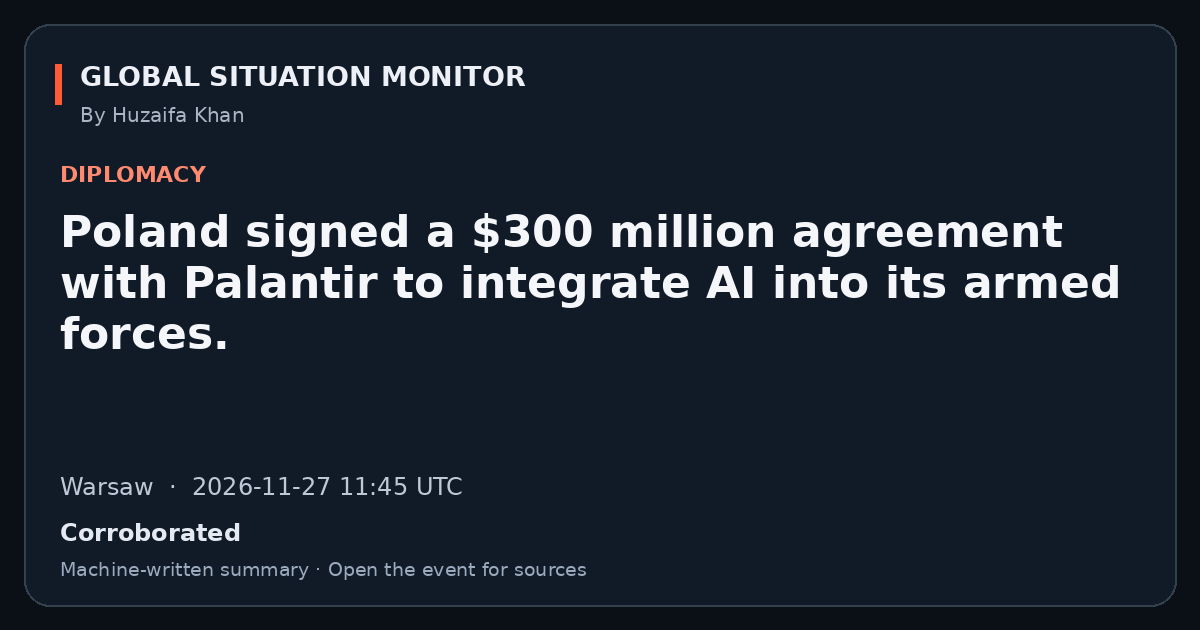 GLOBAL SITUATION MONITOR
By Huzaifa Khan
DIPLOMACY
Poland signed a $300 million agreement
with Palantir to integrate AI into its armed
forces.
Warsaw · 2026-11-27 11:45 UTC
Corroborated
Machine-written summary · Open the event for sources